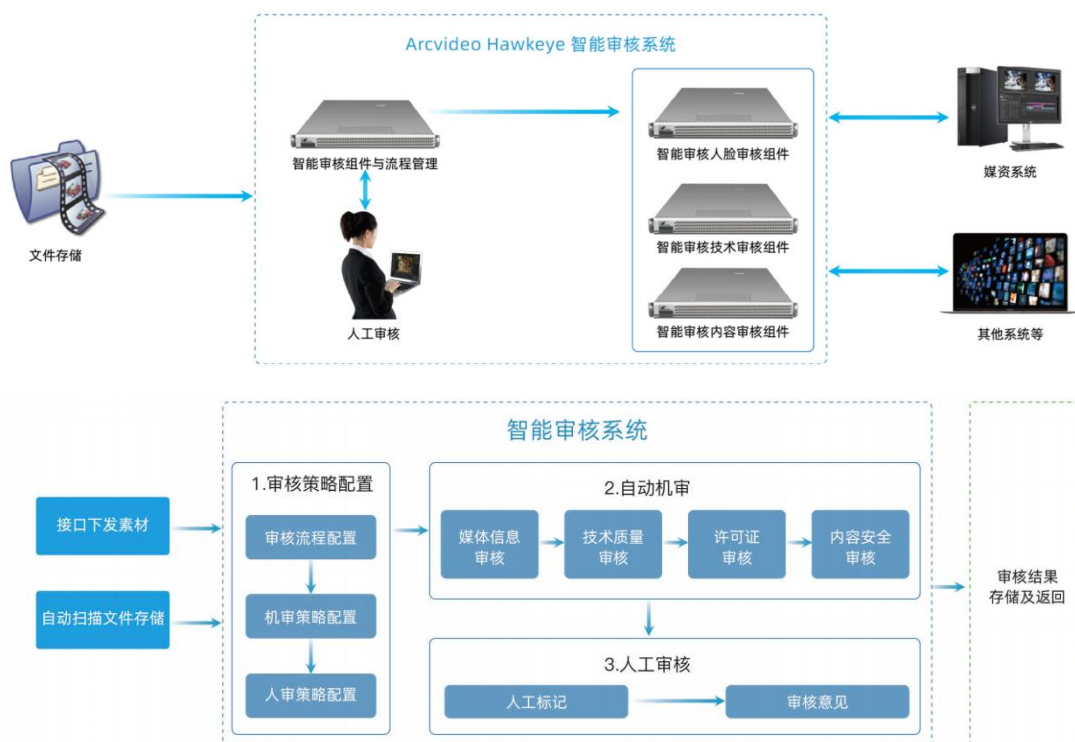 Arcvideo Hawkeye 智能审核系统
智能审核组件与流程管理
智能审核人脸审核组件
媒资系统
文件存储
智能审核技术审核组件
人工审核
智能审核内容审核组件
其他系统等
智能审核系统
1.审核策略配置
2.自动机审
接口下发素材
审核流程配置
媒体信息
审核
技术质量
审核
许可证
审核
内容安全
审核
自动扫描文件存储
机审策略配置
审核结果
存储及返回
3.人工审核
人审策略配置
人工标记
审核意见